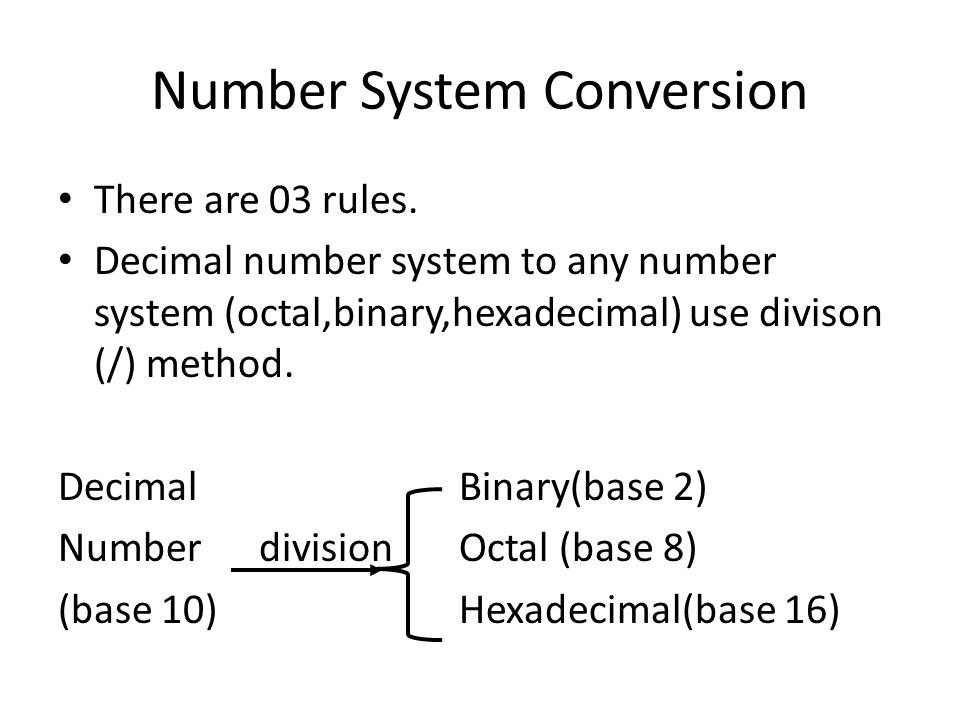 Number System Conversion
• There are 03 rules.
• Decimal number system to any number
system (octal,binary,hexadecimal) use divison
(/) method.
Decimal Binary(base 2)
Number division Octal (base 8)
(base 10) Hexadecimal(base 16)